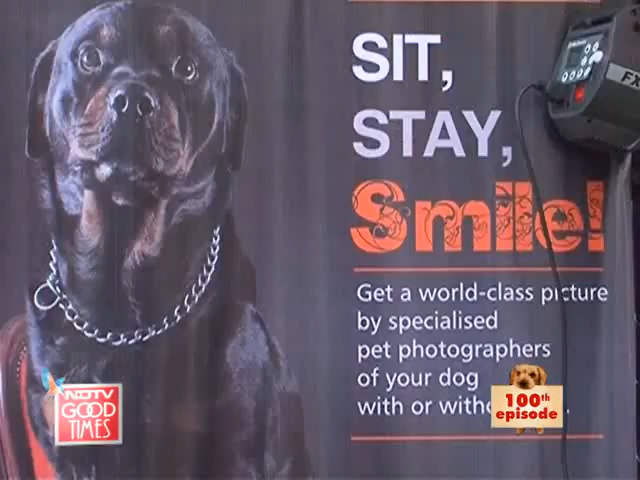 SIT,
STAY,
Smile!
Get a world-class picture
by specialised
pet photographers
of your dog
with or
FX
NDTV
GOOD
TIMES
100th
episode